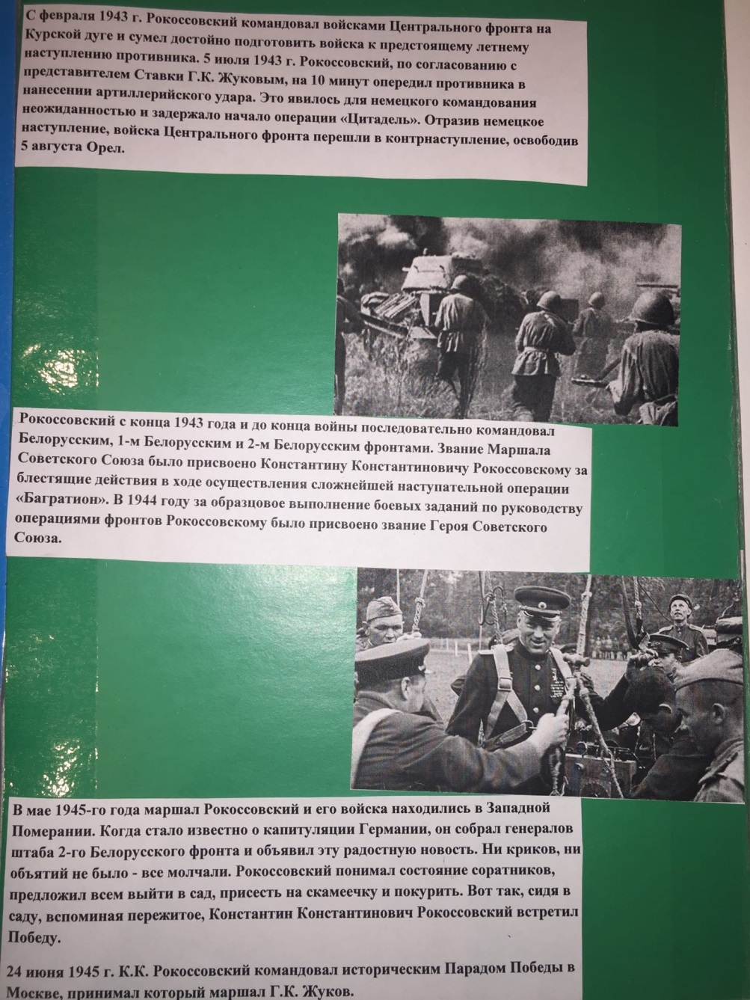 С февраля 1943 г. Рокоссовский командовал войсками Центрального фронта на
Курской дуге и сумел достойно подготовить войска к предстоящему летнему
наступлению противника. 5 июля 1943 г. Рокоссовский, по согласованию с
представителем Ставки Г.К. Жуковым, на 10 минут опередил противника в
нанесении артиллерийского удара. Это явилось для немецкого командования
неожиданностью и задержало начало операции «Цитадель». Отразив немецкое
наступление, войска Центрального фронта перешли в контрнаступление, освободив
5 августа Орел.
Рокоссовский с конца 1943 года и до конца войны последовательно командовал
Белорусским, 1-м Белорусским и 2-м Белорусским фронтами. Звание Маршала
Советского Союза было присвоено Константину Константиновичу Рокоссовскому за
блестящие действия в ходе осуществления сложнейшей наступательной операции
«Багратион». В 1944 году за образцовое выполнение боевых заданий по руководству
операциями фронтов Рокоссовскому было присвоено звание Героя Советского
Союза.
В мае 1945-го года маршал Рокоссовский и его войска находились в Западной
Померании. Когда стало известно о капитуляции Германии, он собрал генералов
штаба 2-го Белорусского фронта и объявил эту радостную новость. Ни криков, ни
объятий не было - все молчали. Рокоссовский понимал состояние соратников,
предложил всем выйти в сад, присесть на скамеечку и покурить. Вот так, сидя в
саду, вспоминая пережитое, Константин Константинович Рокоссовский встретил
Победу.
24 июня 1945 г. К.К. Рокоссовский командовал историческим Парадом Победы в
Москве, принимал который маршал Г.К. Жуков.